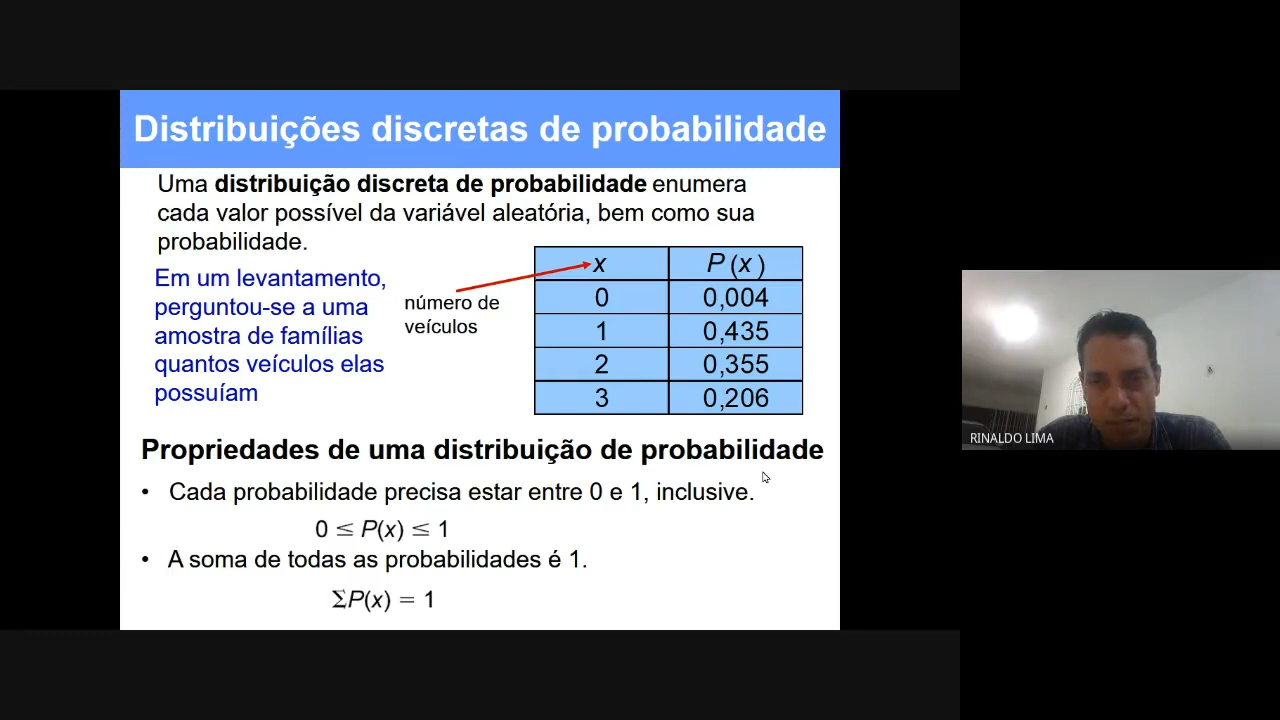 Distribuições discretas de probabilidade
Uma distribuição discreta de probabilidade enumera
cada valor possível da variável aleatória, bem como sua
probabilidade.
Em um levantamento,
perguntou-se a uma
amostra de famílias
quantos veículos elas
possuíam
número de
veículos
x P (x)
0 0,004
1 0,435
2 0,355
3 0,206
Propriedades de uma distribuição de probabilidade
• Cada probabilidade precisa estar entre 0 e 1, inclusive.
0 ≤ P(x) ≤ 1
• A soma de todas as probabilidades é 1.
ΣP(x) = 1
RINALDO LIMA